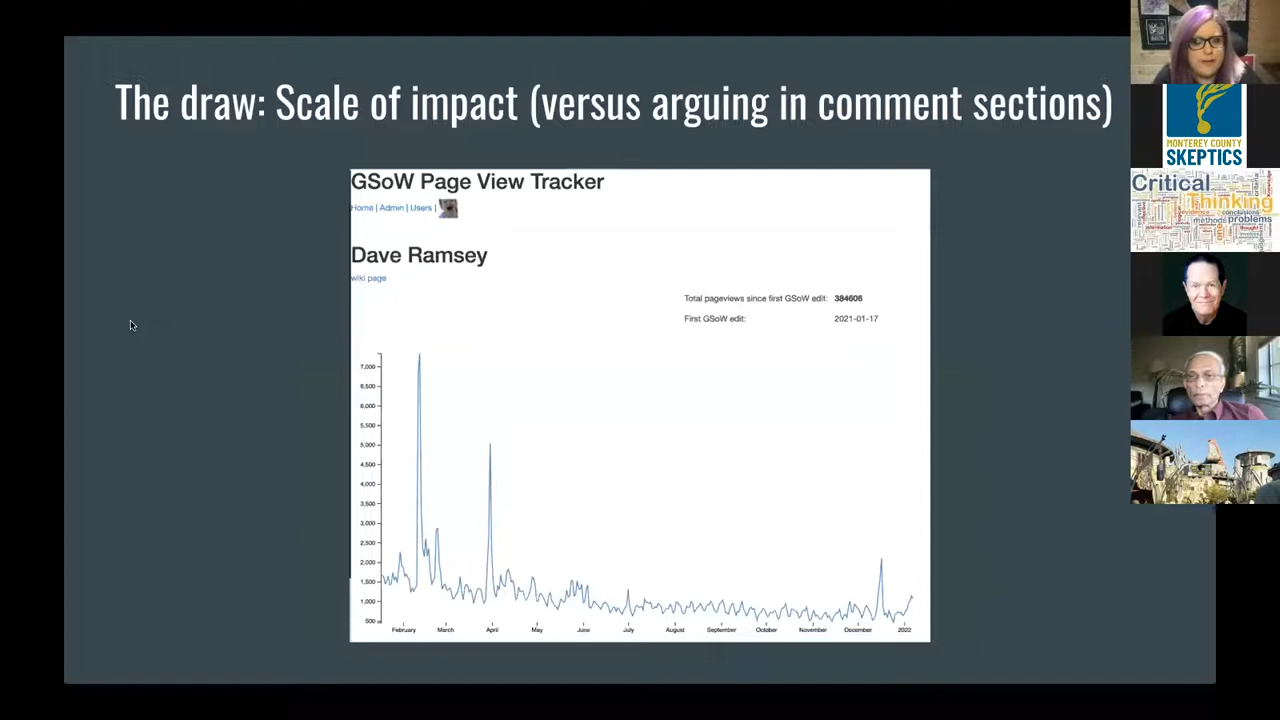 The draw: Scale of impact (versus arguing in comment sections)
GSoW Page View Tracker
Home | Admin | Users |
Dave Ramsey
wiki page
Total pageviews since first GSoW edit: 384606
First GSoW edit: 2021-01-17
7,000
6,500
6,000
5,500
5,000
4,500
4,000
3,500
3,000
2,500
2,000
1,500
1,000
500
February March April May June July August September October November December 2022
MONTEREY COUNTY
SKEPTICS
Critical
Thinking
evidence
conclusions
methods
problems